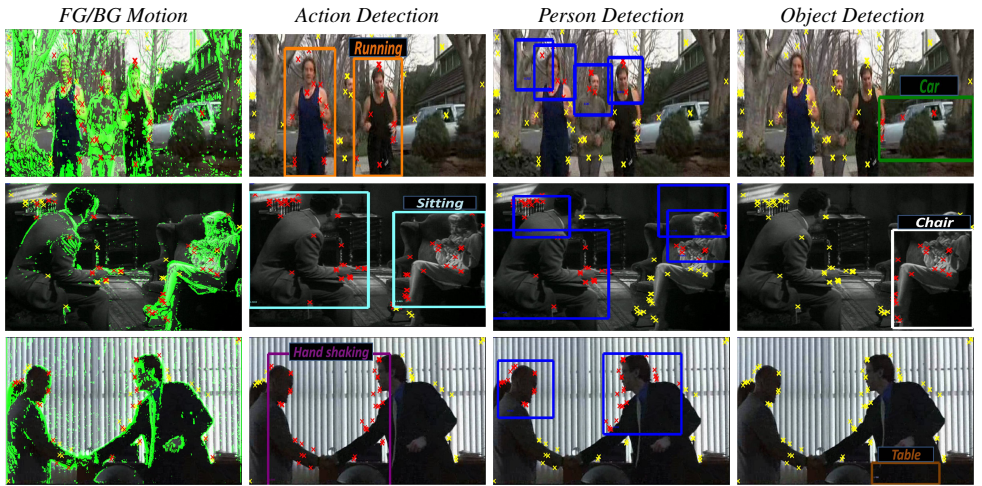 FG/BG Motion
Action Detection
Person Detection
Object Detection
Running
Car
Sitting
Chair
Hand shaking
Table